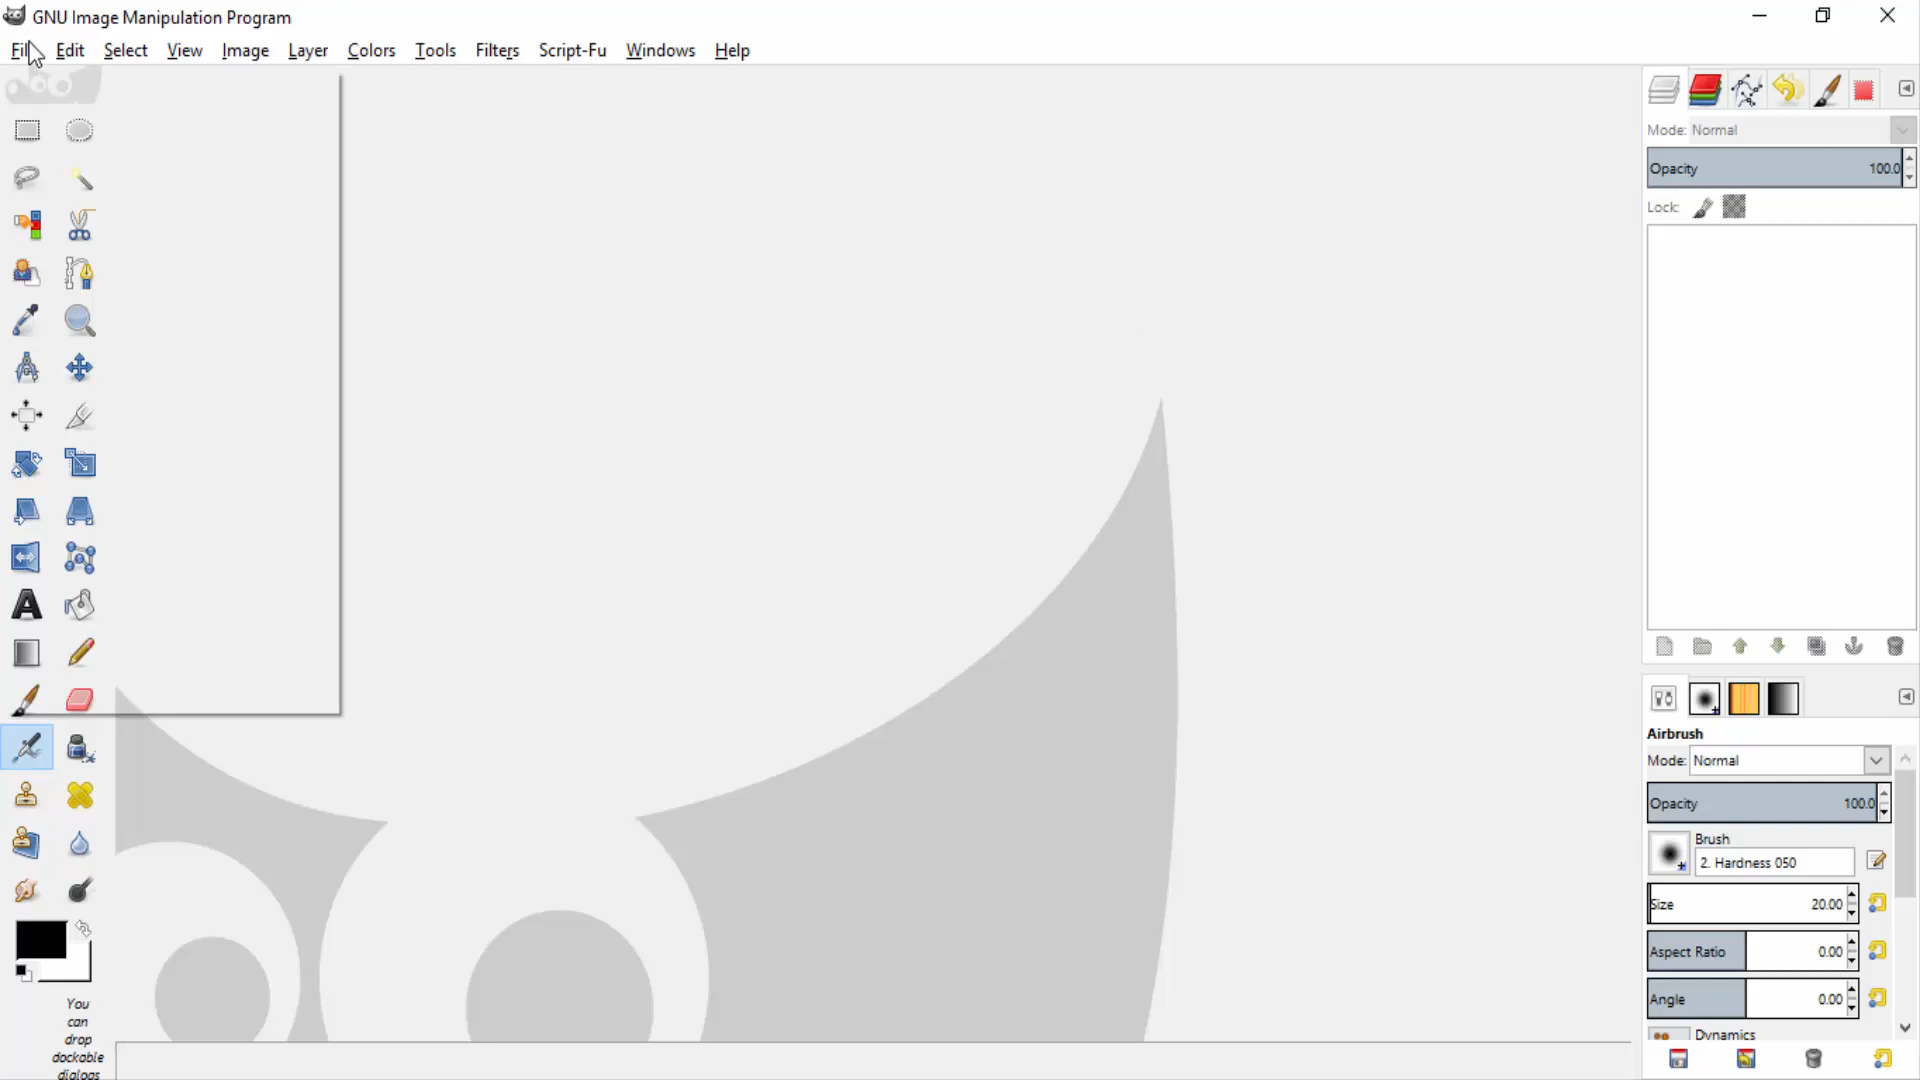 GNU Image Manipulation Program
Fil Edit Select View Image Layer Colors Tools Filters Script-Fu Windows Help
Mode: Normal
Opacity 100.0
Lock:
Airbrush
Mode: Normal
Opacity 100.0
Brush
2. Hardness 050
Size 20.00
Aspect Ratio 0.00
Angle 0.00
Dynamics
You
can
drop
dockable
dialogs